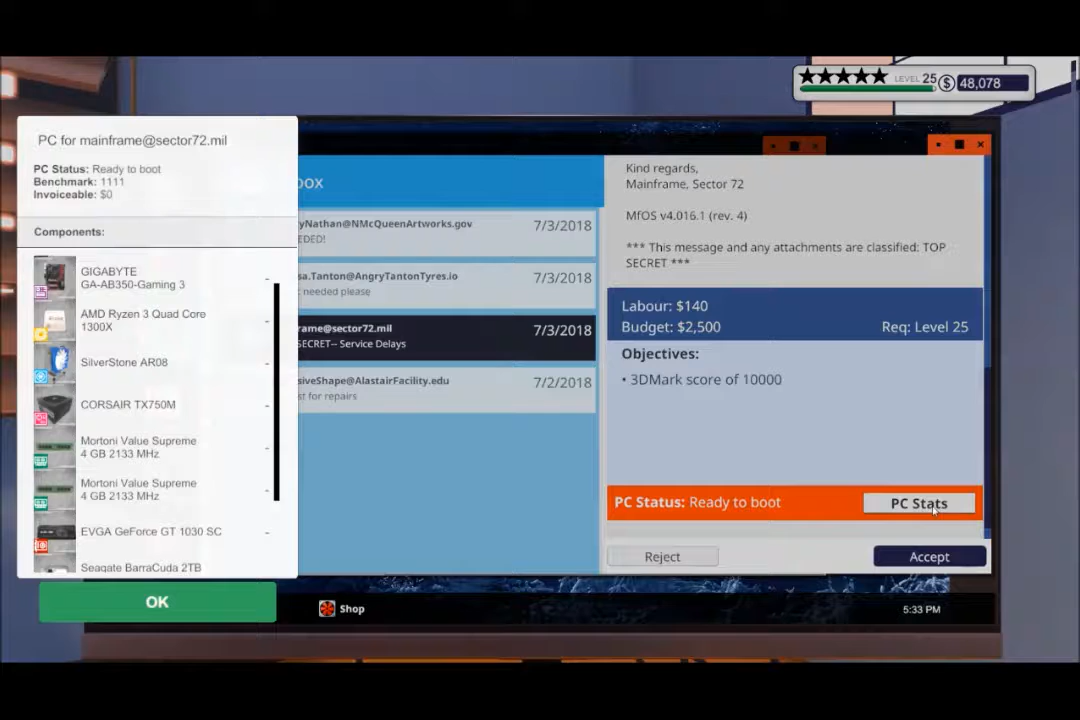 LEVEL 25 $ 48,078
PC for mainframe@sector72.mil
PC Status: Ready to boot
Benchmark: 1111
Invoiceable: $0
Components:
GIGABYTE
GA-AB350-Gaming 3
-
AMD Ryzen 3 Quad Core
1300X
-
SilverStone AR08
-
CORSAIR TX750M
-
Mortoni Value Supreme
4 GB 2133 MHz
-
Mortoni Value Supreme
4 GB 2133 MHz
-
EVGA GeForce GT 1030 SC
-
Seagate BarraCuda 2TB
OK
box
yNathan@NMcQueenArtworks.gov 7/3/2018
EDED!
sa.Tanton@AngryTantonTyres.io 7/3/2018
needed please
rame@sector72.mil 7/3/2018
SECRET-- Service Delays
siveShape@AlastairFacility.edu 7/2/2018
st for repairs
Kind regards,
Mainframe, Sector 72
MfOS v4.016.1 (rev. 4)
*** This message and any attachments are classified: TOP
SECRET ***
Labour: $140
Budget: $2,500 Req: Level 25
Objectives:
• 3DMark score of 10000
PC Status: Ready to boot PC Stats
Reject Accept
Shop 5:33 PM